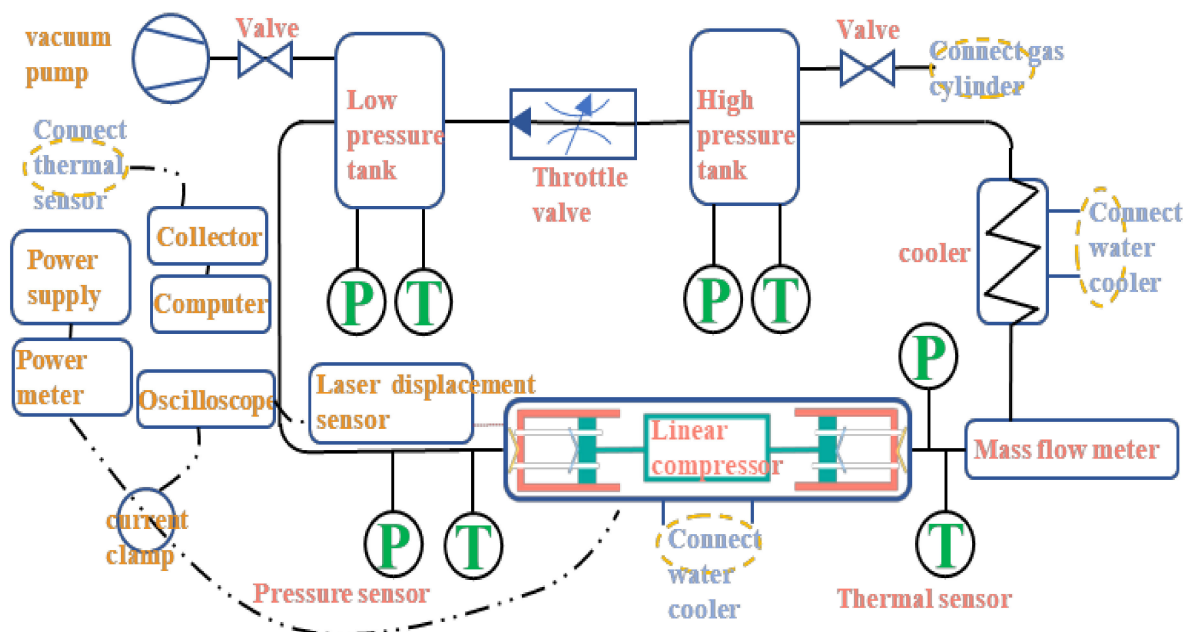 vacuum
pump
Valve
Low
pressure
tank
Throttle
valve
High
pressure
tank
Valve
Connect gas
cylinder
Connect
thermal
sensor
Collector
Computer
Power
supply
Power
meter
Oscilloscope
Laser displacement
sensor
P
T
P
T
cooler
Connect
water
cooler
P
Linear
compressor
Mass flow meter
current
clamp
P
T
Connect
water
cooler
T
Pressure sensor
Thermal sensor